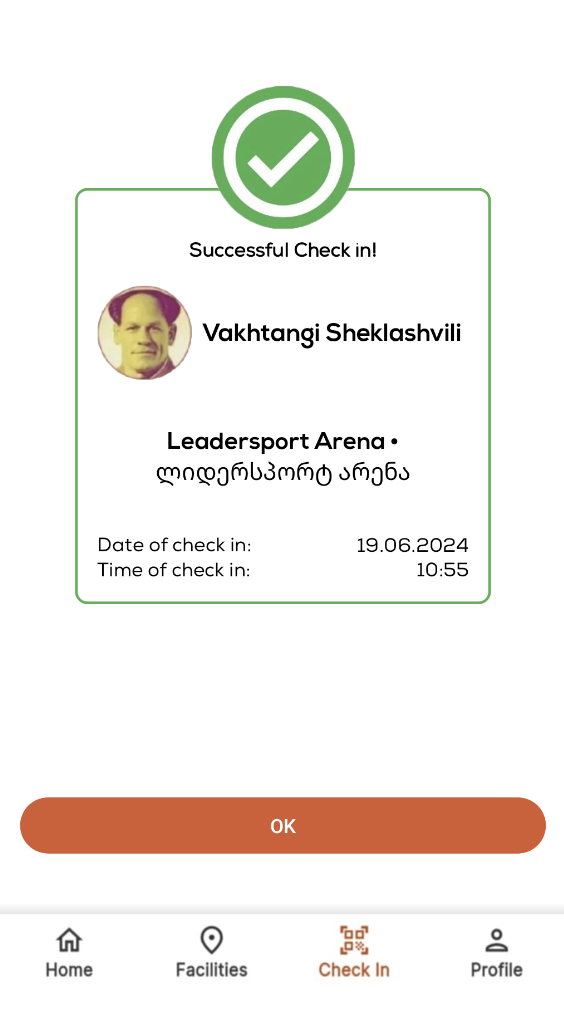 Successful Check in!
Vakhtangi Sheklashvili
Leadersport Arena •
ლიდერსპორტ არენა
Date of check in: 19.06.2024
Time of check in: 10:55
OK
Home Facilities Check In Profile